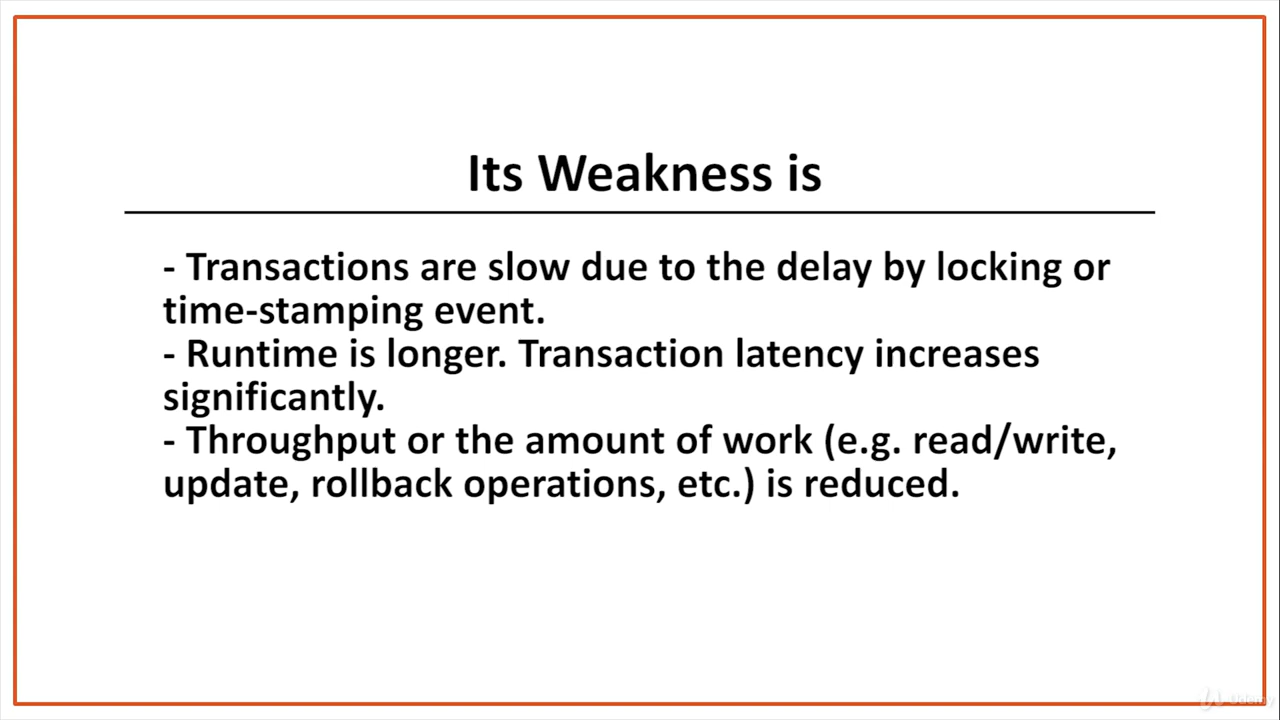 Its Weakness is
- Transactions are slow due to the delay by locking or
time-stamping event.
- Runtime is longer. Transaction latency increases
significantly.
- Throughput or the amount of work (e.g. read/write,
update, rollback operations, etc.) is reduced.
Udemy